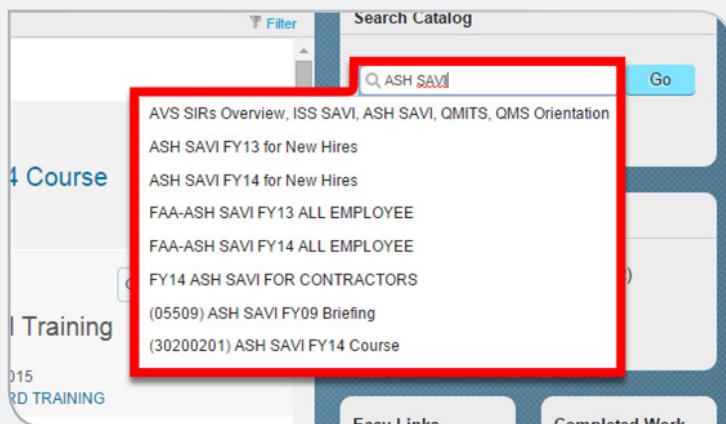 Filter
Search Catalog
ASH SAVI
Go
AVS SIRs Overview, ISS SAVI, ASH SAVI, QMITS, QMS Orientation
ASH SAVI FY13 for New Hires
ASH SAVI FY14 for New Hires
4 Course
FAA-ASH SAVI FY13 ALL EMPLOYEE
FAA-ASH SAVI FY14 ALL EMPLOYEE
FY14 ASH SAVI FOR CONTRACTORS
(05509) ASH SAVI FY09 Briefing
Training
(30200201) ASH SAVI FY14 Course
015
RD TRAINING
Easy Links
Completed Work